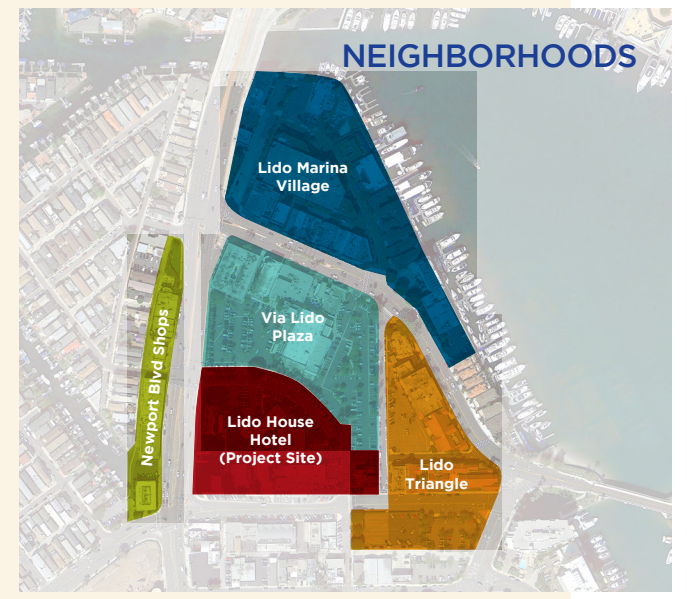 NEIGHBORHOODS
Lido Marina
Village
Via Lido
Plaza
Newport Blvd Shops
Lido House
Hotel
(Project Site)
Lido
Triangle